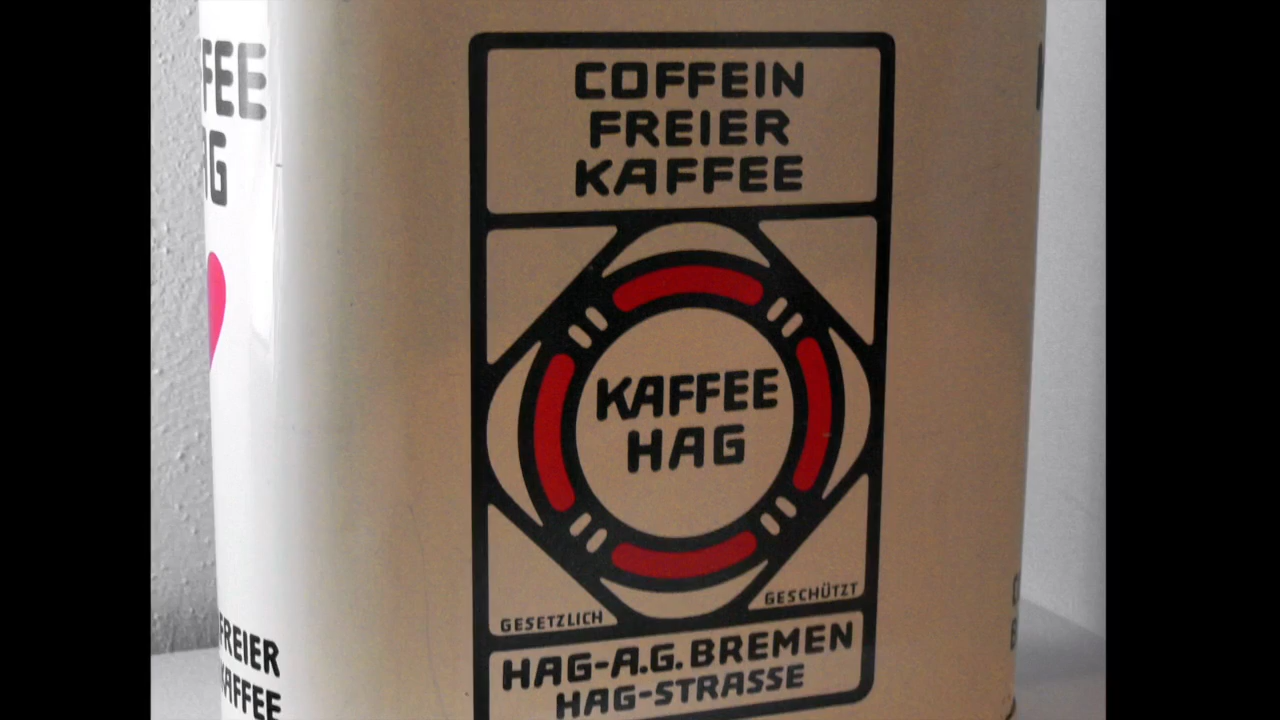 COFFEIN
FREIER
KAFFEE
KAFFEE
HAG
GESETZLICH GESCHÜTZT
HAG-A.G. BREMEN
HAG-STRASSE
FREIER
KAFFEE